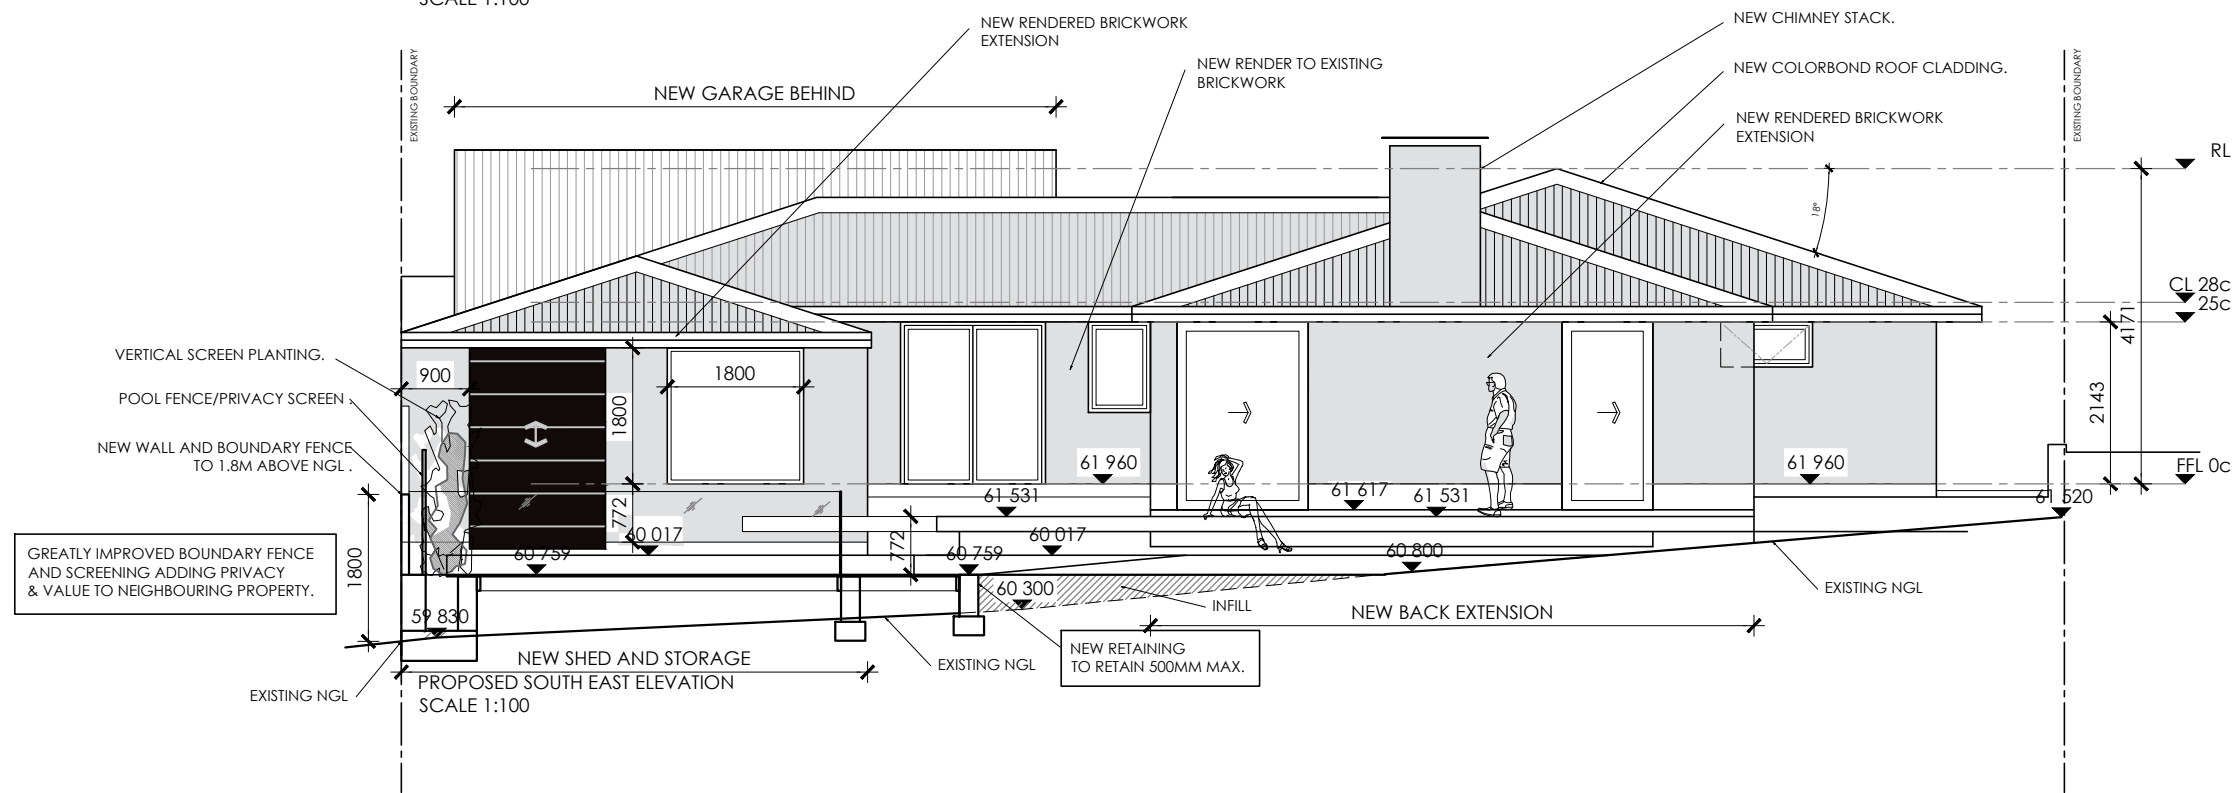 SCALE 1:100
NEW RENDERED BRICKWORK
EXTENSION
NEW CHIMNEY STACK.
NEW RENDER TO EXISTING
BRICKWORK
NEW COLORBOND ROOF CLADDING.
EXISTING BOUNDARY
NEW GARAGE BEHIND
NEW RENDERED BRICKWORK
EXTENSION
EXISTING BOUNDARY
RL
18°
CL 28c
25c
4171
2143
VERTICAL SCREEN PLANTING.
900
1800
1800
POOL FENCE/PRIVACY SCREEN .
NEW WALL AND BOUNDARY FENCE
TO 1.8M ABOVE NGL .
61 960
61 960
FFL 0c
61 531
61 617
61 531
61 520
772
60 017
772
60 759
60 759
60 017
60 800
GREATLY IMPROVED BOUNDARY FENCE
AND SCREENING ADDING PRIVACY
& VALUE TO NEIGHBOURING PROPERTY.
1800
60 300
INFILL
EXISTING NGL
59 830
NEW BACK EXTENSION
NEW SHED AND STORAGE
EXISTING NGL
NEW RETAINING
TO RETAIN 500MM MAX.
PROPOSED SOUTH EAST ELEVATION
EXISTING NGL
SCALE 1:100